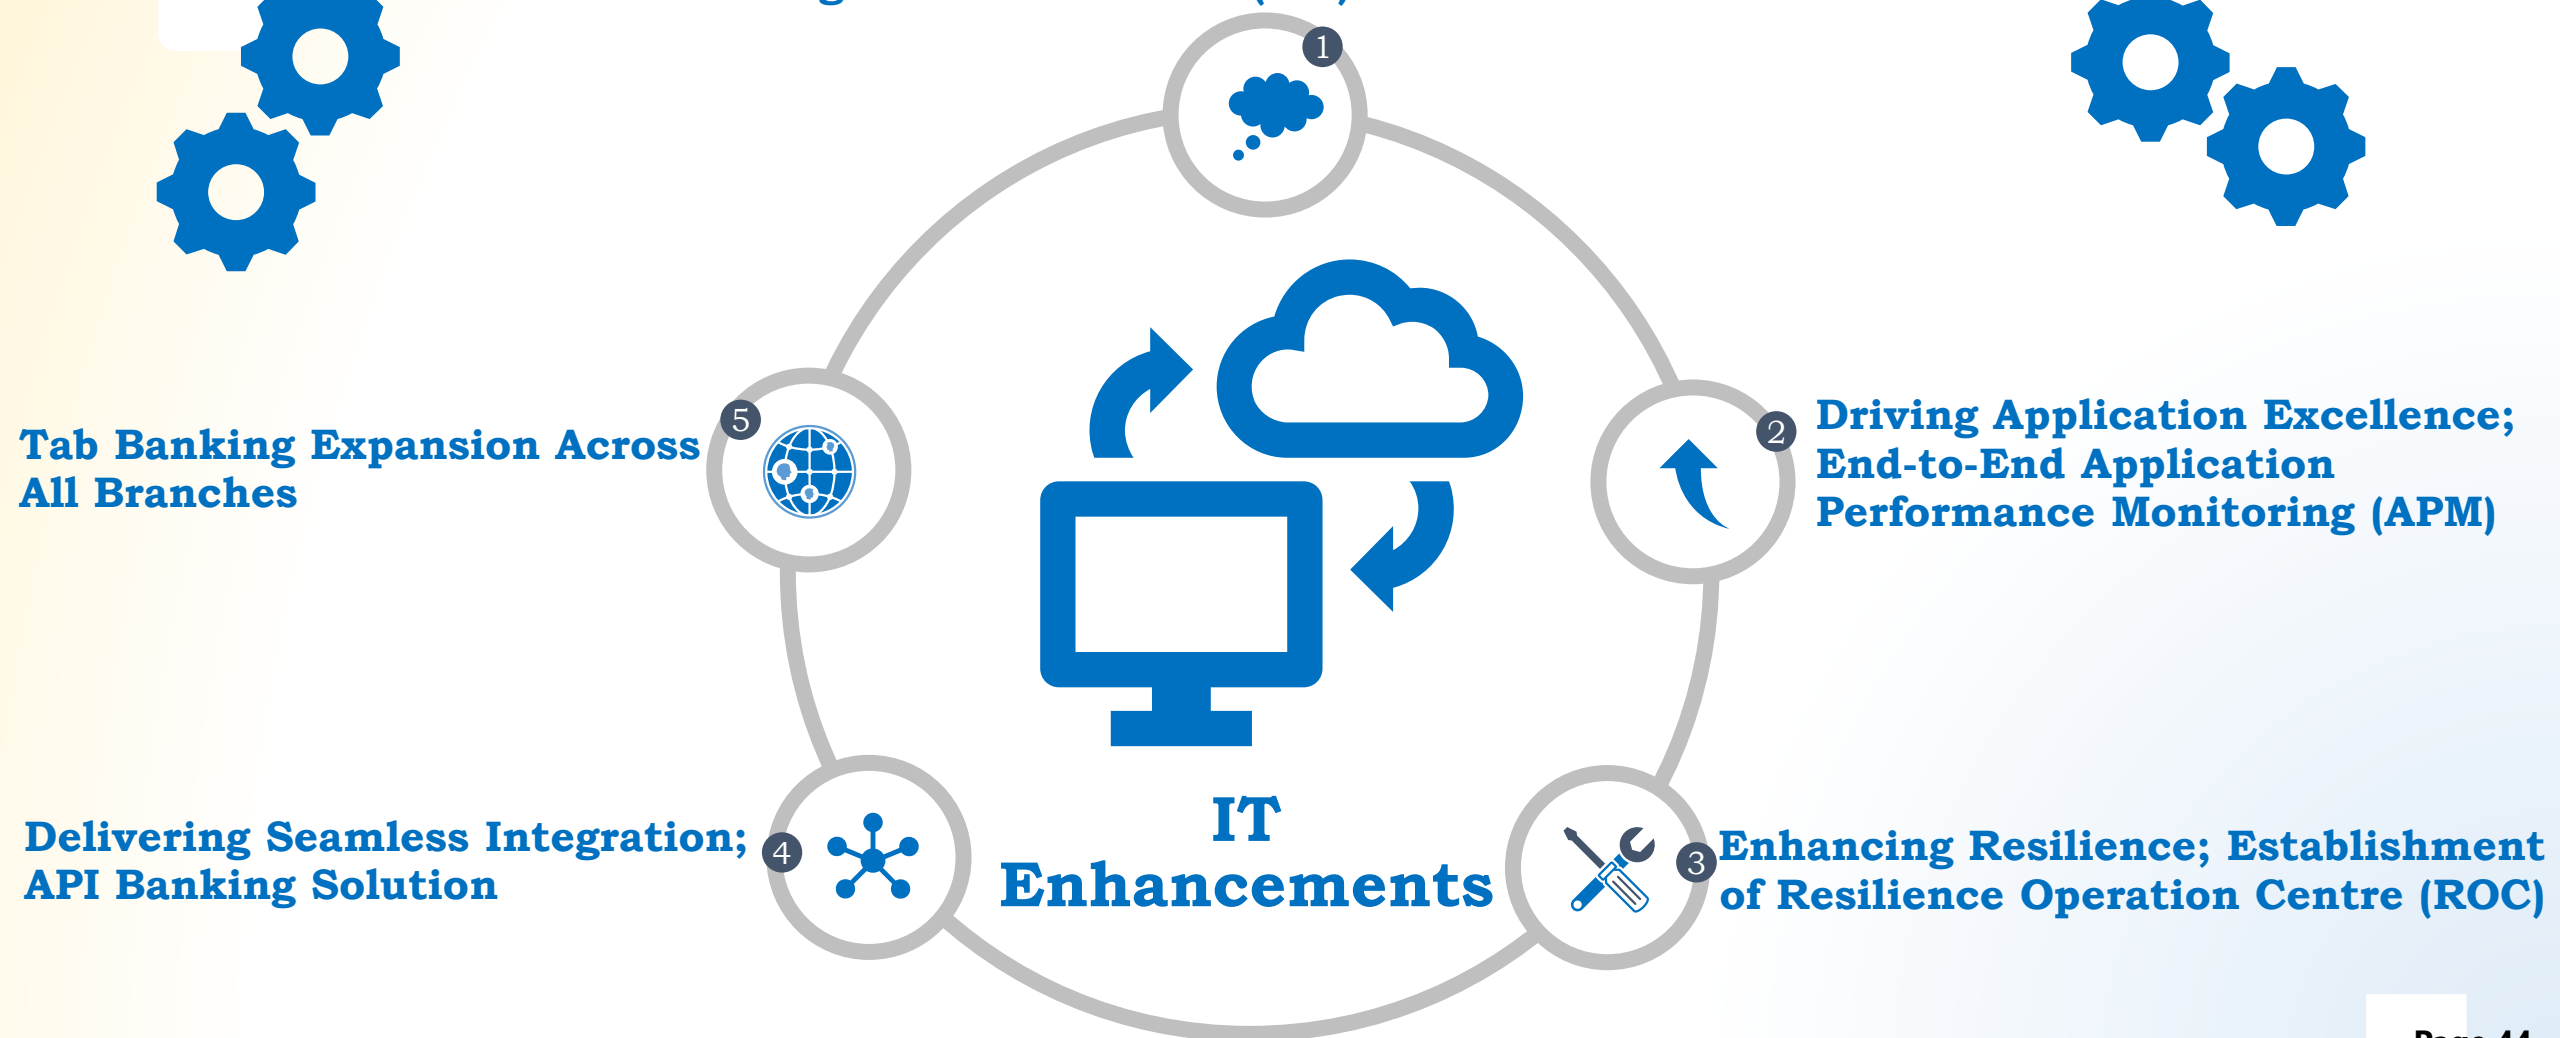 1
2
Driving Application Excellence;
End-to-End Application
Performance Monitoring (APM)
5
Tab Banking Expansion Across
All Branches
IT
Enhancements
3
Enhancing Resilience; Establishment
of Resilience Operation Centre (ROC)
4
Delivering Seamless Integration;
API Banking Solution